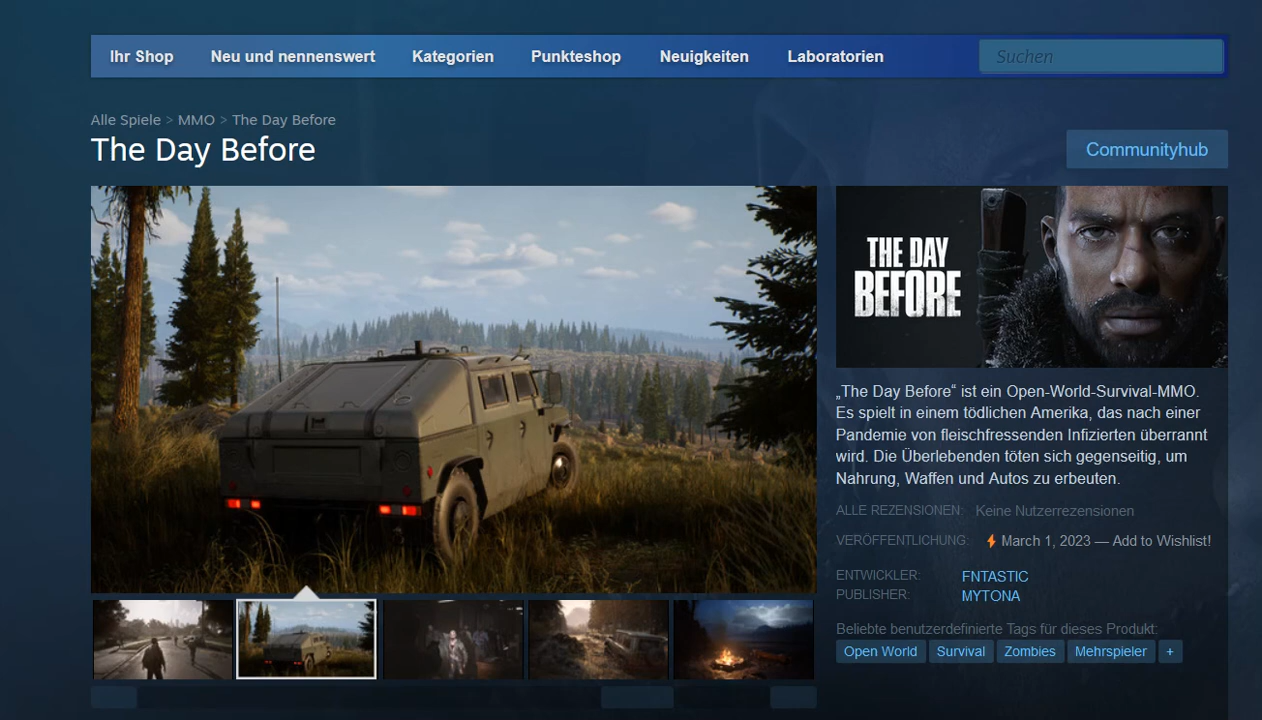 Ihr Shop Neu und nennenswert Kategorien Punkteshop Neuigkeiten Laboratorien Suchen
Alle Spiele > MMO > The Day Before
The Day Before
Communityhub
THE DAY
BEFORE
„The Day Before“ ist ein Open-World-Survival-MMO.
Es spielt in einem tödlichen Amerika, das nach einer
Pandemie von fleischfressenden Infizierten überrannt
wird. Die Überlebenden töten sich gegenseitig, um
Nahrung, Waffen und Autos zu erbeuten.
ALLE REZENSIONEN: Keine Nutzerrezensionen
VERÖFFENTLICHUNG: March 1, 2023 — Add to Wishlist!
ENTWICKLER: FNTASTIC
PUBLISHER: MYTONA
Beliebte benutzerdefinierte Tags für dieses Produkt:
Open World Survival Zombies Mehrspieler +